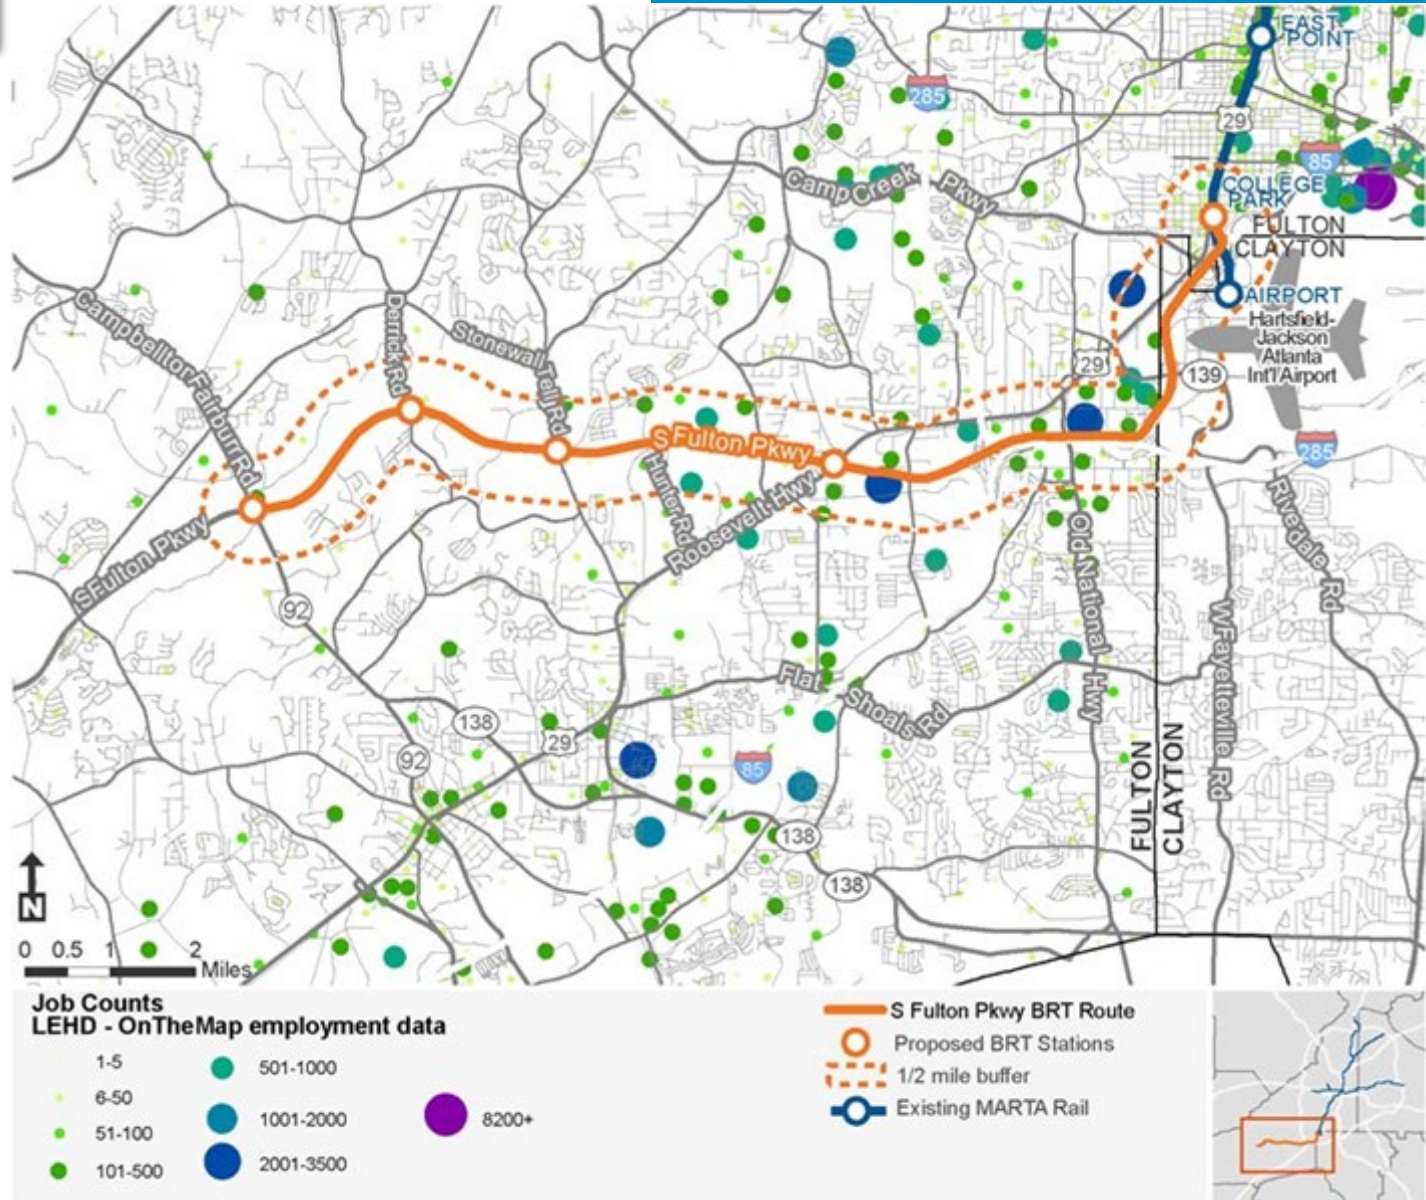 EAST
POINT
285
29
85
Camp Creek Pkwy
COLLEGE
PARK
FULTON
CLAYTON
AIRPORT
Hartsfield-
Jackson
Atlanta
Int'l Airport
Campbellton Fairburn Rd
Derrick Rd
Stonewall Tell Rd
29
139
S Fulton Pkwy
285
Hunter Rd
Roosevelt Hwy
Riverdale Rd
S Fulton Pkwy
Old National Hwy
92
W Fayetteville Rd
Flat Shoals Rd
138
29
92
85
FULTON
CLAYTON
138
138
N
0 0.5 1 2
Miles
Job Counts
LEHD - OnTheMap employment data
1-5
6-50
51-100
101-500
501-1000
1001-2000
2001-3500
8200+
S Fulton Pkwy BRT Route
Proposed BRT Stations
1/2 mile buffer
Existing MARTA Rail